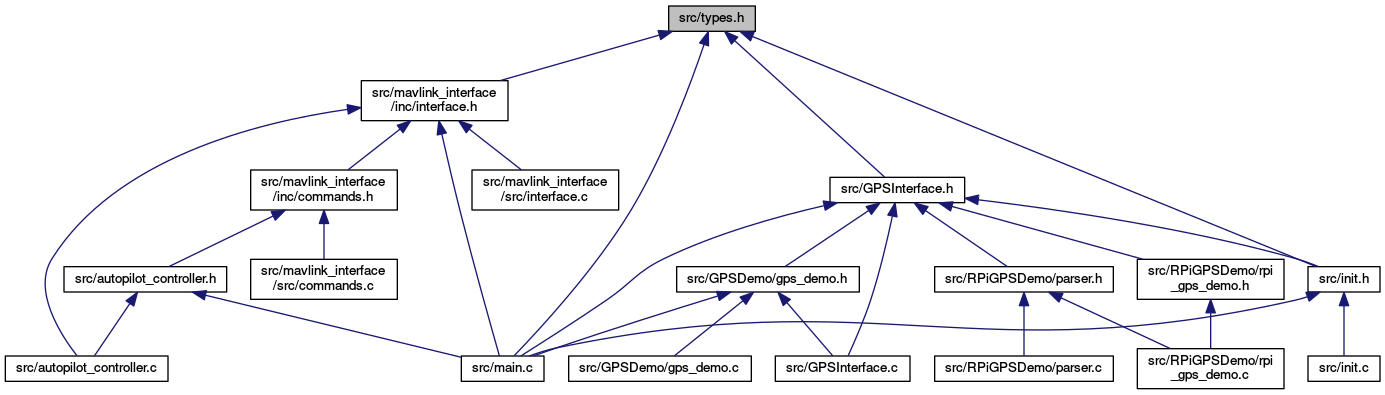 src/types.h
src/mavlink_interface
/inc/interface.h
src/mavlink_interface
/inc/commands.h
src/mavlink_interface
/src/interface.c
src/GPSInterface.h
src/autopilot_controller.h
src/mavlink_interface
/src/commands.c
src/GPSDemo/gps_demo.h
src/RPiGPSDemo/parser.h
src/RPiGPSDemo/rpi
_gps_demo.h
src/init.h
src/autopilot_controller.c
src/main.c
src/GPSDemo/gps_demo.c
src/GPSInterface.c
src/RPiGPSDemo/parser.c
src/RPiGPSDemo/rpi
_gps_demo.c
src/init.c